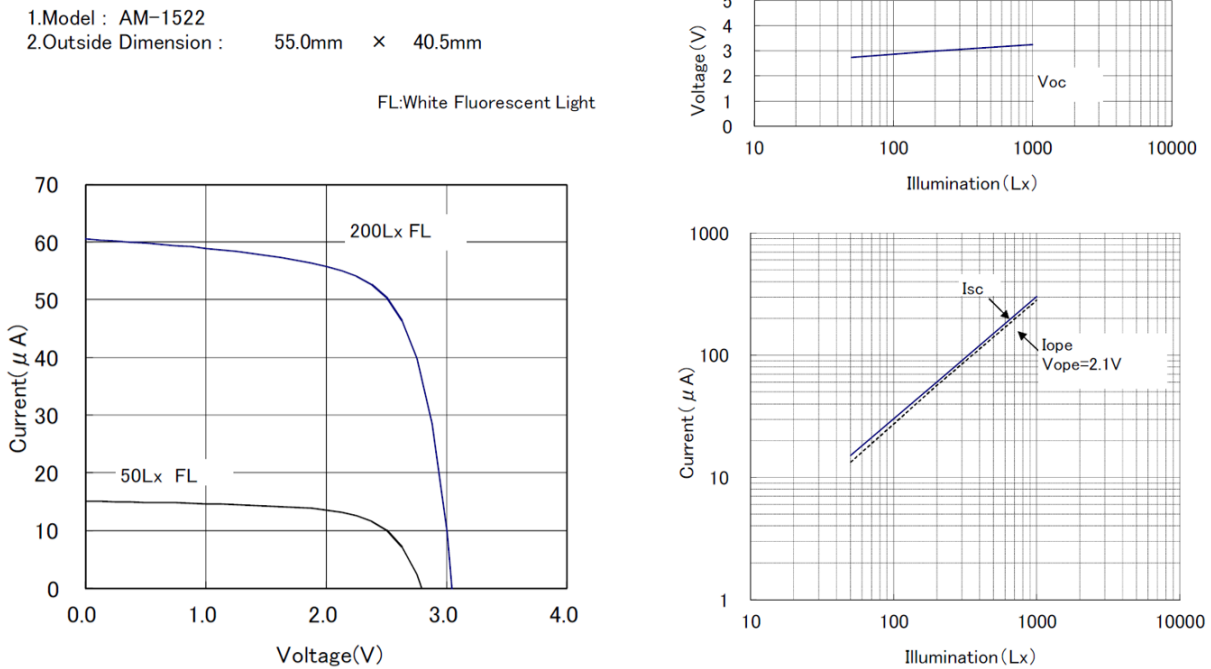 1.Model : AM-1522
2.Outside Dimension : 55.0mm × 40.5mm
FL:White Fluorescent Light
70
60
50
40
30
20
10
0
Current(μA)
200Lx FL
50Lx FL
0.0 1.0 2.0 3.0 4.0
Voltage(V)
5
4
3
2
1
0
Voltage(V)
Voc
10 100 1000 10000
Illumination(Lx)
1000
100
10
1
Current(μA)
Isc
Iope
Vope=2.1V
10 100 1000 10000
Illumination(Lx)